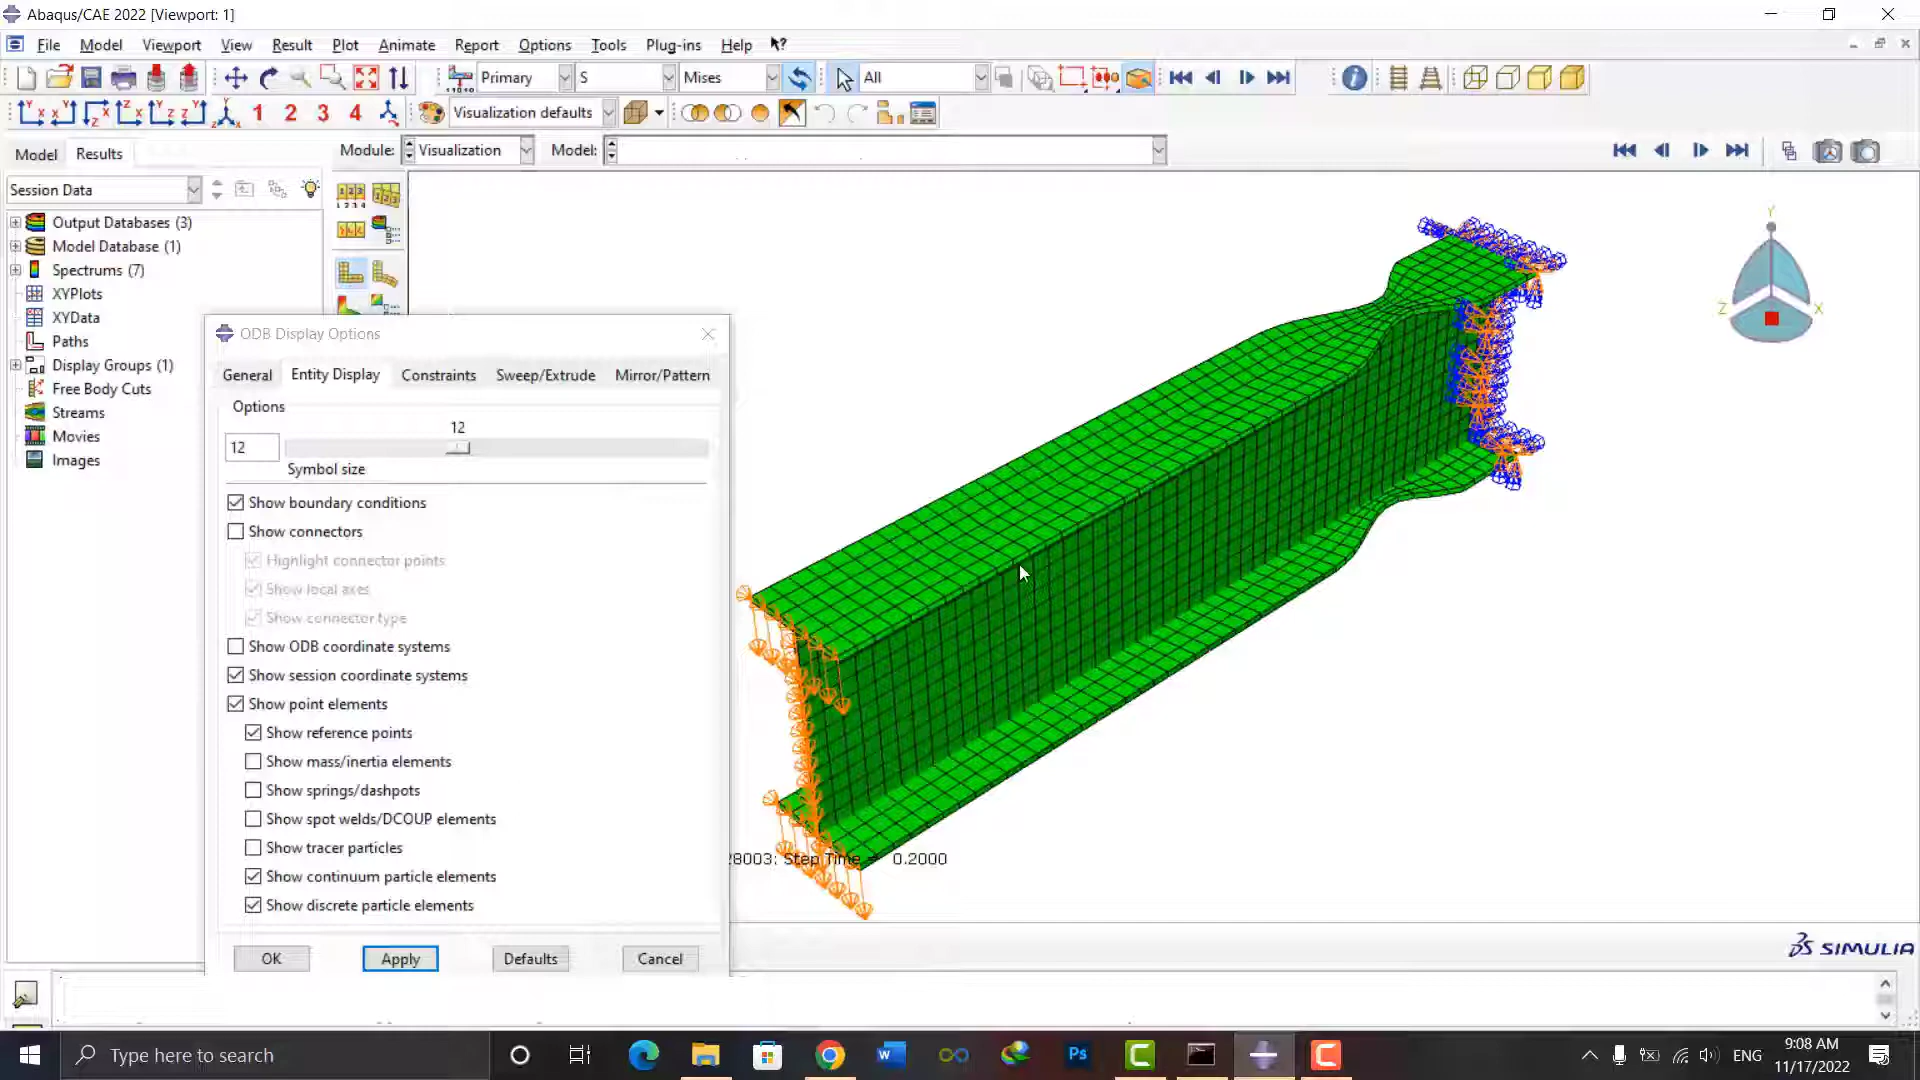 Abaqus/CAE 2022 [Viewport: 1]
File Model Viewport View Result Plot Animate Report Options Tools Plug-ins Help
Primary S Mises All
1 2 3 4 Visualization defaults
Model Results Module: Visualization Model:
Session Data
Output Databases (3)
Model Database (1)
Spectrums (7)
XYPlots
XYData
Paths
Display Groups (1)
Free Body Cuts
Streams
Movies
Images
ODB Display Options
General Entity Display Constraints Sweep/Extrude Mirror/Pattern
Options
12
12
Symbol size
Show boundary conditions
Show connectors
Highlight connector points
Show local axes
Show connector type
Show ODB coordinate systems
Show session coordinate systems
Show point elements
Show reference points
Show mass/inertia elements
Show springs/dashpots
Show spot welds/DCOUP elements
Show tracer particles
Show continuum particle elements
Show discrete particle elements
OK Apply Defaults Cancel
Y
Z X
28003: Step Time = 0.2000
SIMULIA
Type here to search
ENG
9:08 AM
11/17/2022